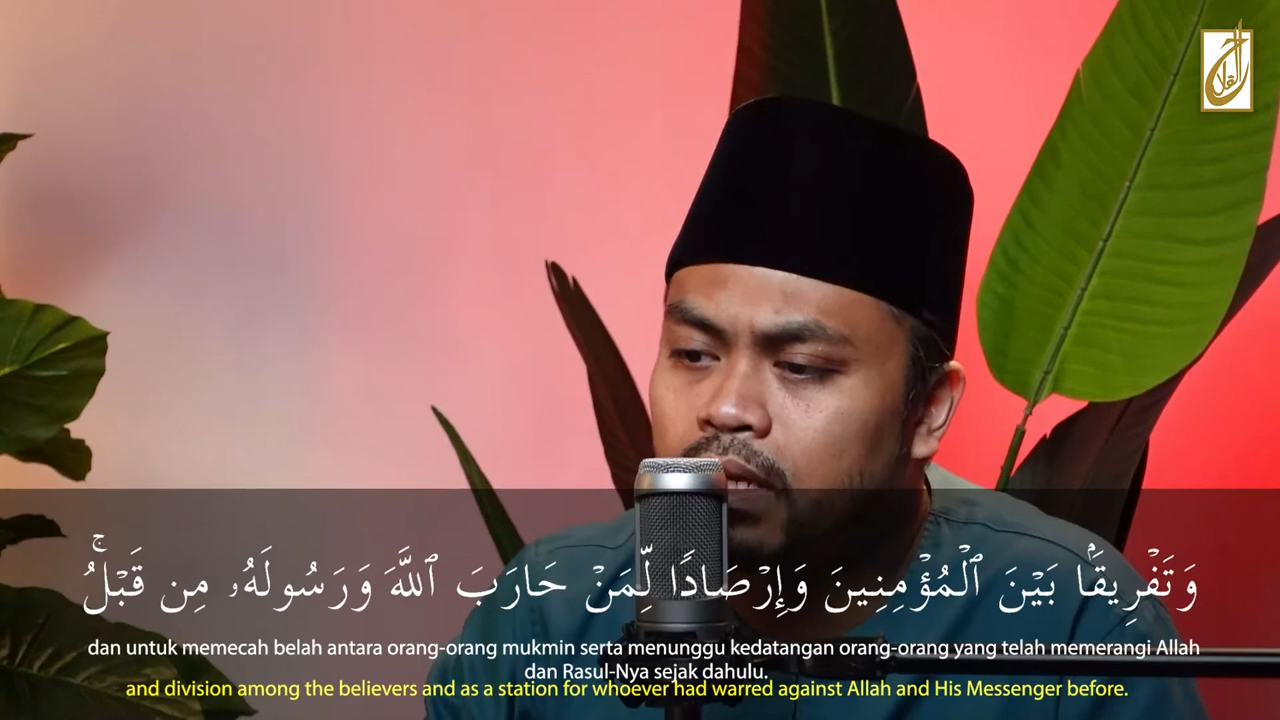 وَتَفْرِيقًۢا بَيْنَ ٱلْمُؤْمِنِينَ وَإِرْصَادًا لِّمَنْ حَارَبَ ٱللَّهَ وَرَسُولَهُۥ مِن قَبْلُ ۚ
dan untuk memecah belah antara orang-orang mukmin serta menunggu kedatangan orang-orang yang telah memerangi Allah
dan Rasul-Nya sejak dahulu.
and division among the believers and as a station for whoever had warred against Allah and His Messenger before.